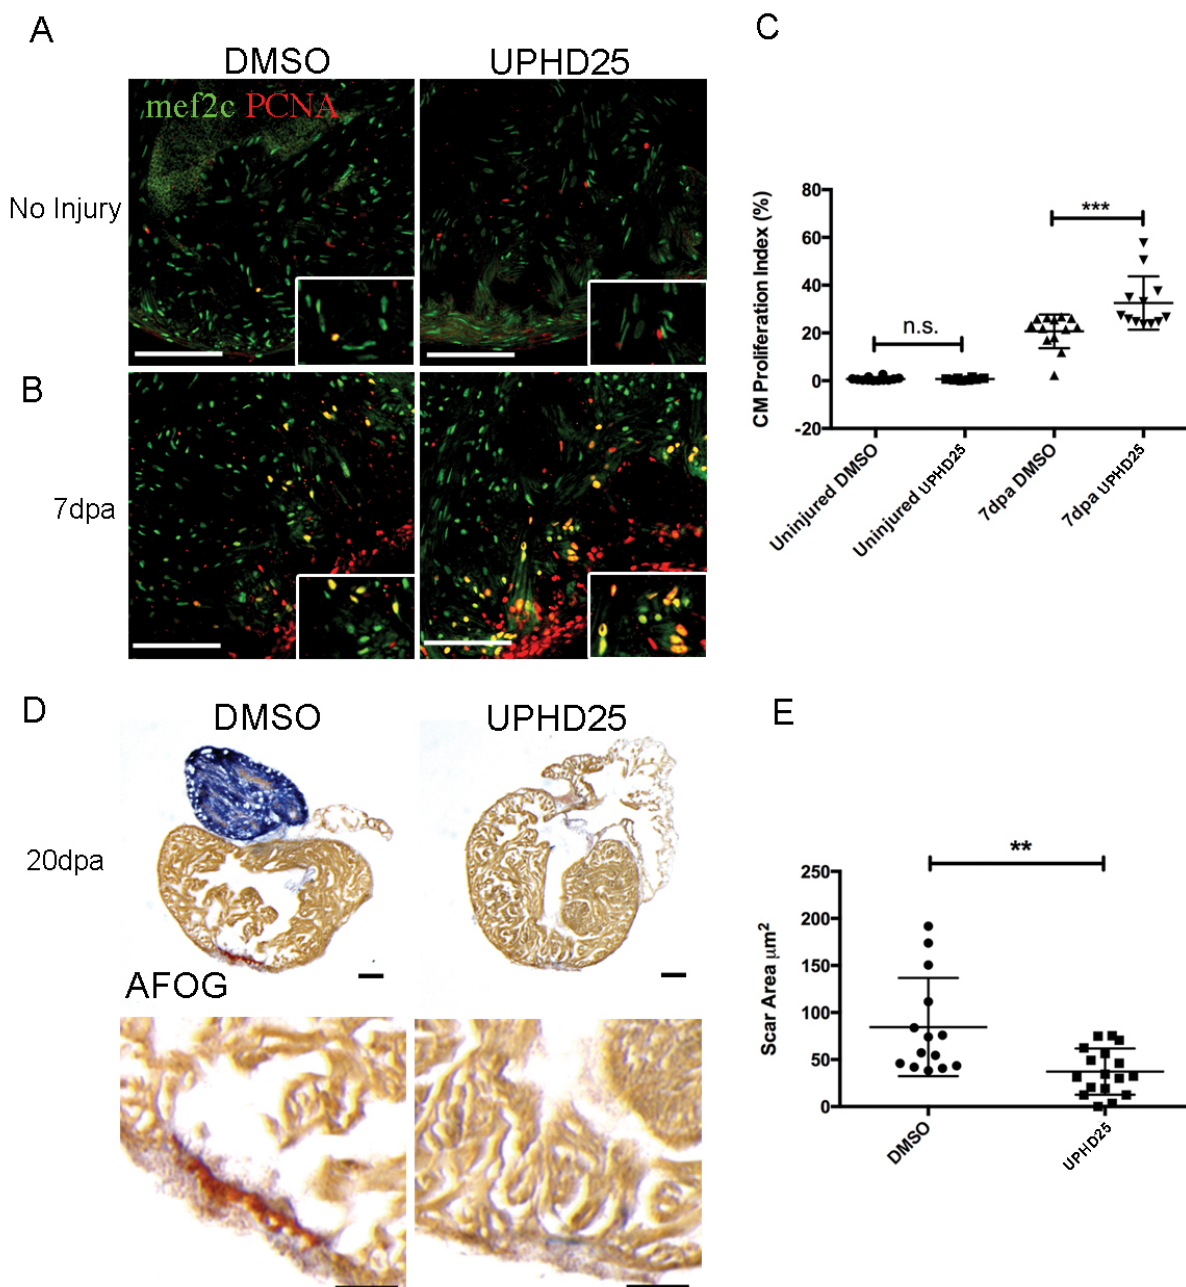 A
DMSO
UPHD25
mef2c PCNA
No Injury
B
7dpa
C
CM Proliferation Index (%)
80
60
40
20
0
-20
n.s.
***
Uninjured DMSO
Uninjured UPHD25
7dpa DMSO
7dpa UPHD25
D
DMSO
UPHD25
20dpa
AFOG
E
Scar Area µm²
250
200
150
100
50
0
**
DMSO
UPHD25